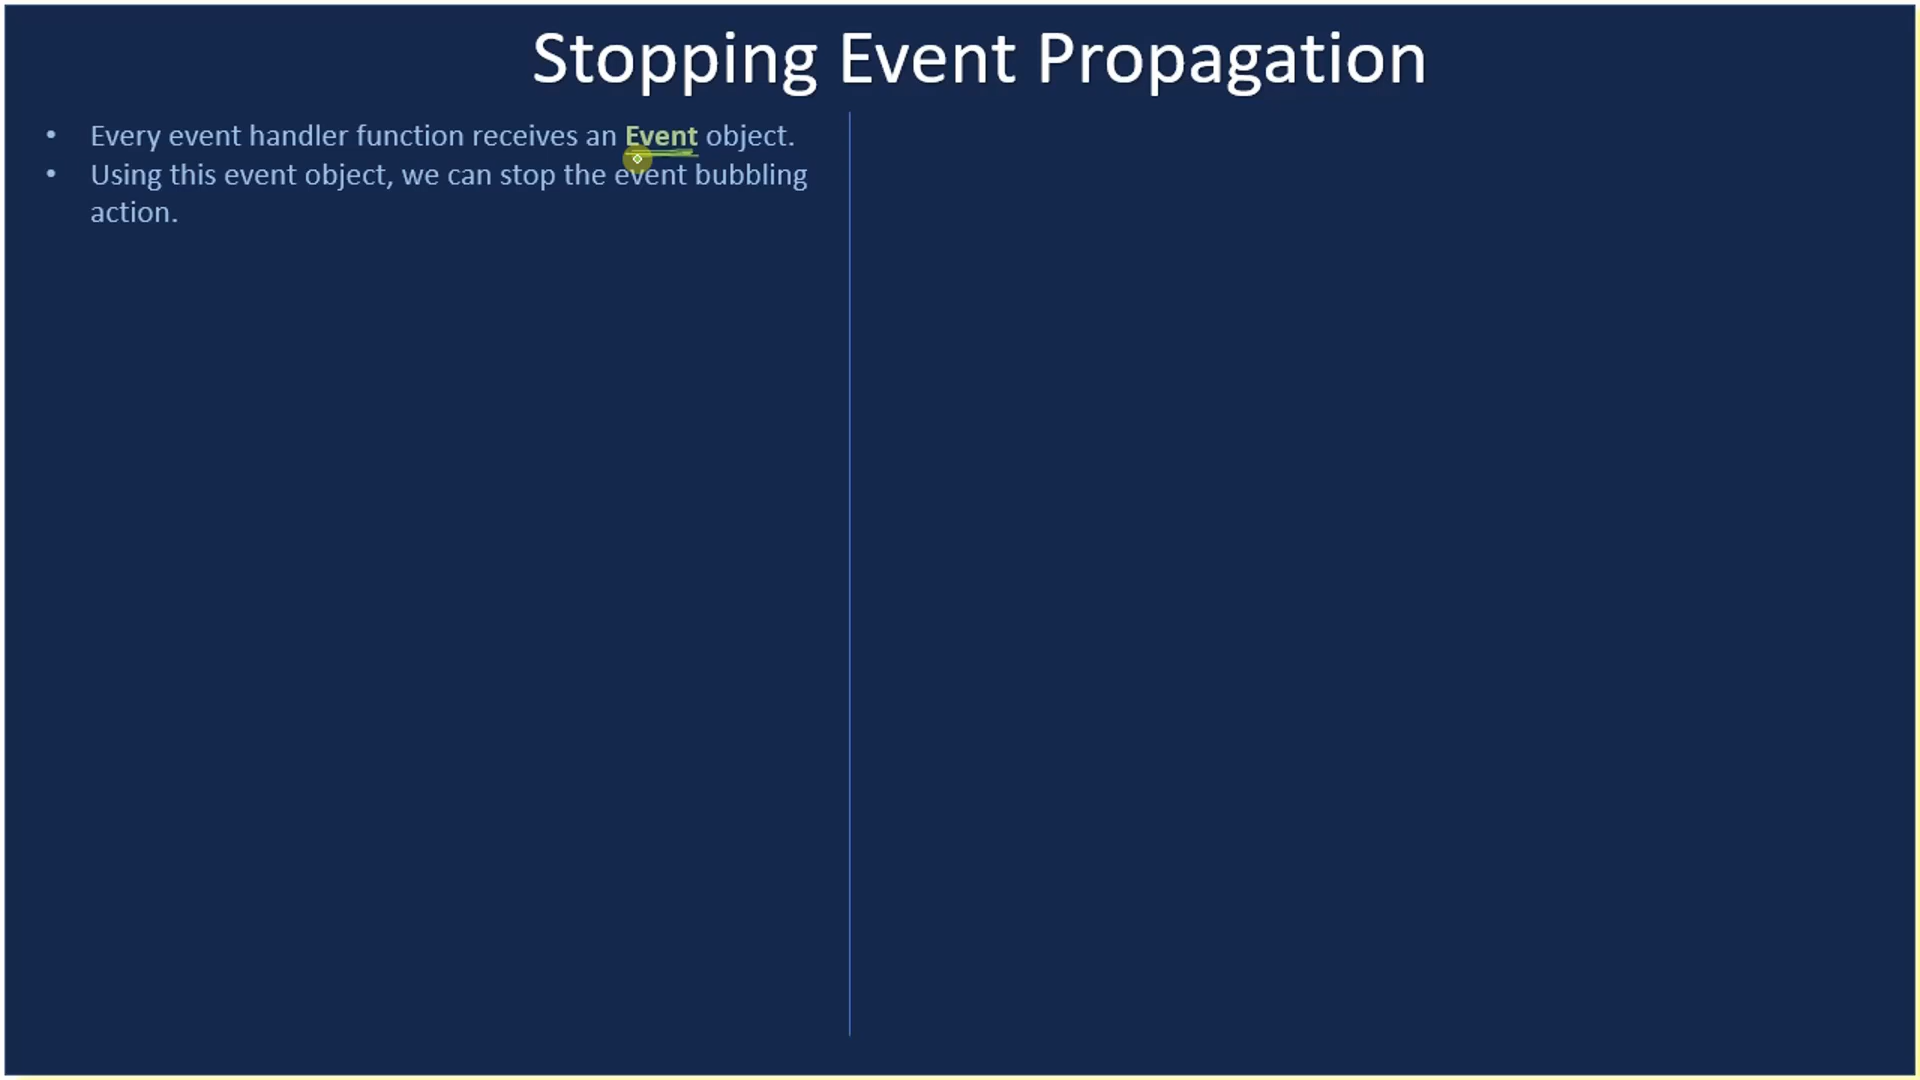 Stopping Event Propagation
• Every event handler function receives an Event object.
• Using this event object, we can stop the event bubbling
action.